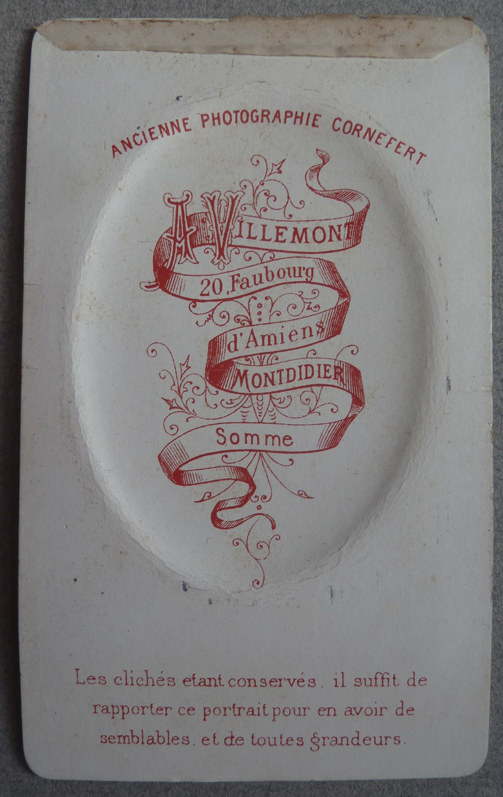 ANCIENNE PHOTOGRAPHIE CORNEFERT
A. VILLEMONT
20, Faubourg
d'Amiens
MONTDIDIER
Somme
Les clichés etant conservés, il suffit de
rapporter ce portrait pour en avoir de
semblables, et de toutes grandeurs.